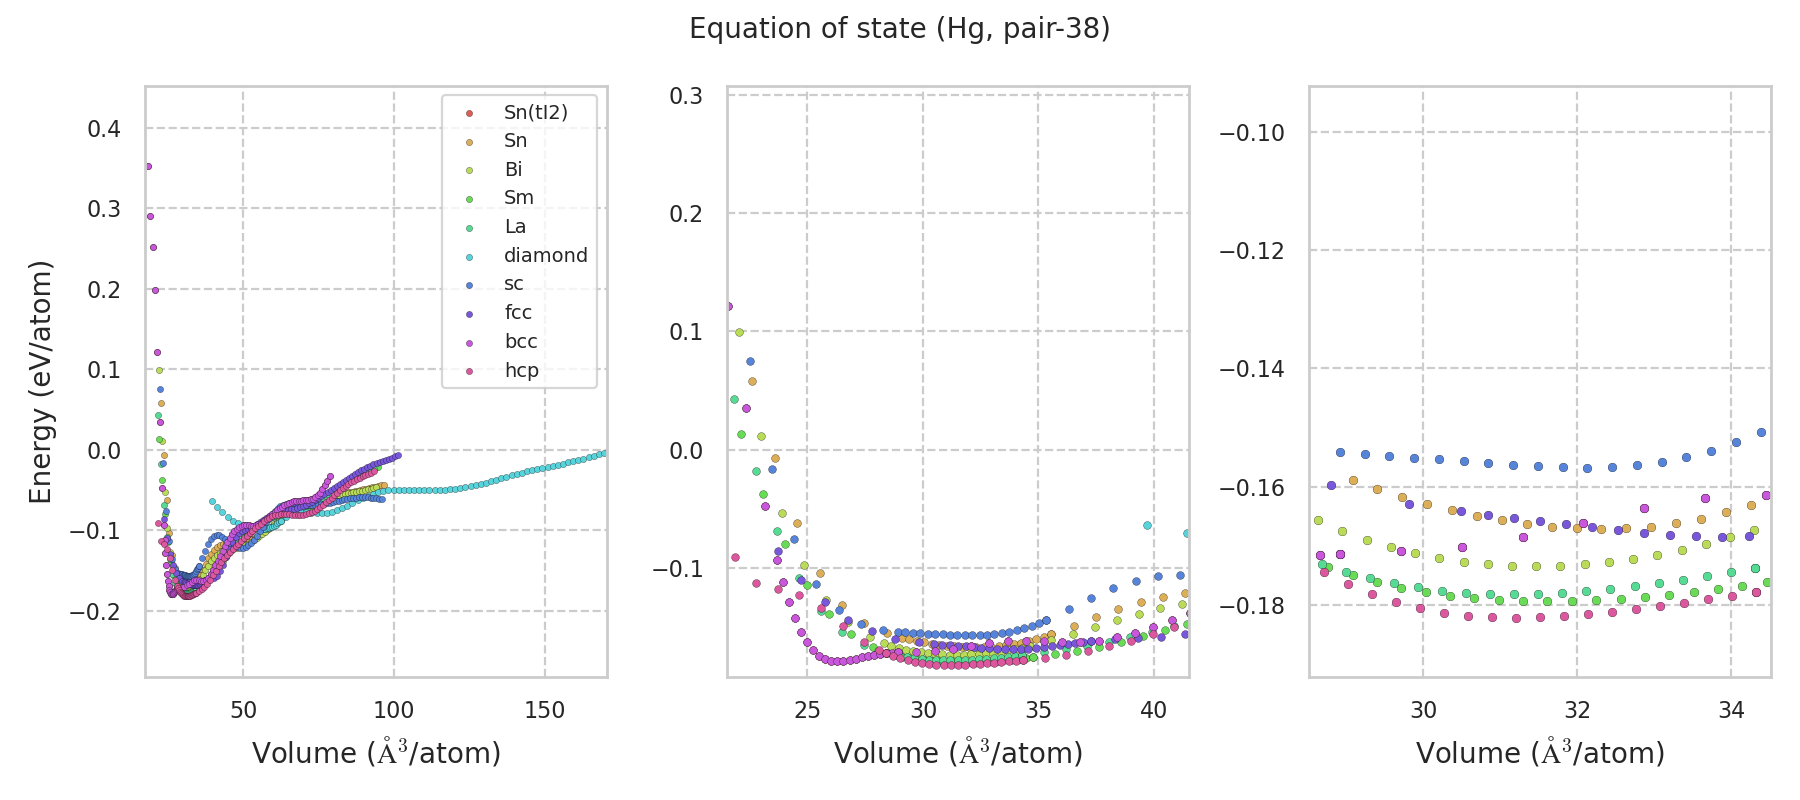 Equation of state (Hg, pair-38)
Energy (eV/atom)
0.4
0.3
0.2
0.1
0.0
−0.1
−0.2
50
100
150
Volume (Å³/atom)
Sn(tI2)
Sn
Bi
Sm
La
diamond
sc
fcc
bcc
hcp
0.3
0.2
0.1
0.0
−0.1
25
30
35
40
Volume (Å³/atom)
−0.10
−0.12
−0.14
−0.16
−0.18
30
32
34
Volume (Å³/atom)